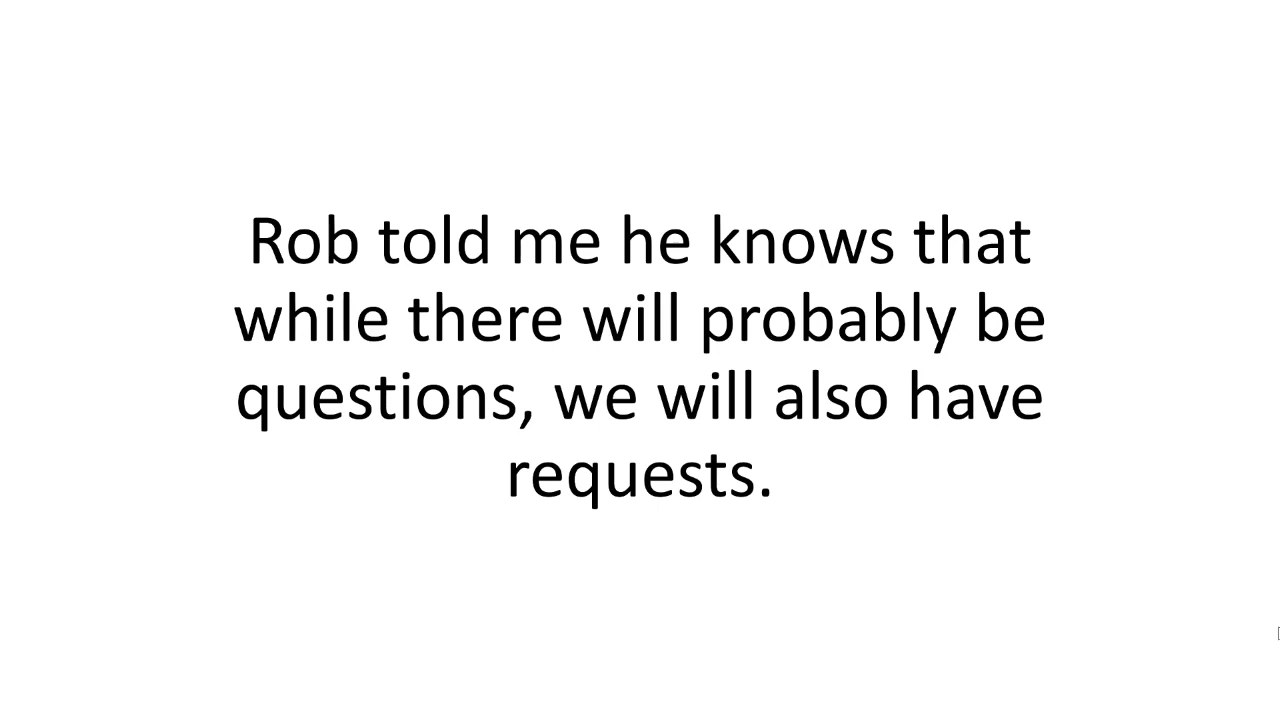 Rob told me he knows that
while there will probably be
questions, we will also have
requests.